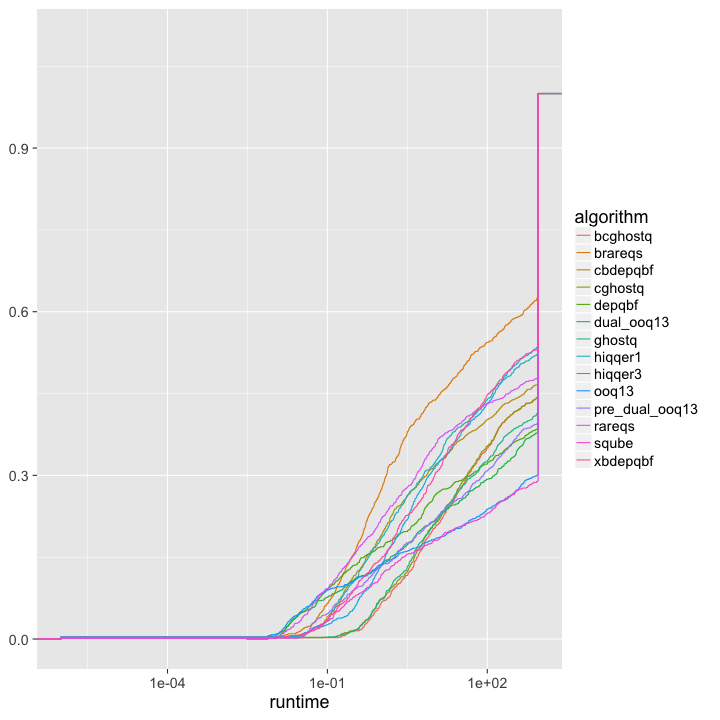 0.9
0.6
0.3
0.0
1e-04 1e-01 1e+02
runtime
algorithm
bcghostq
brareqs
cbdepqbf
cghostq
depqbf
dual_ooq13
ghostq
hiqqer1
hiqqer3
ooq13
pre_dual_ooq13
rareqs
sqube
xbdepqbf